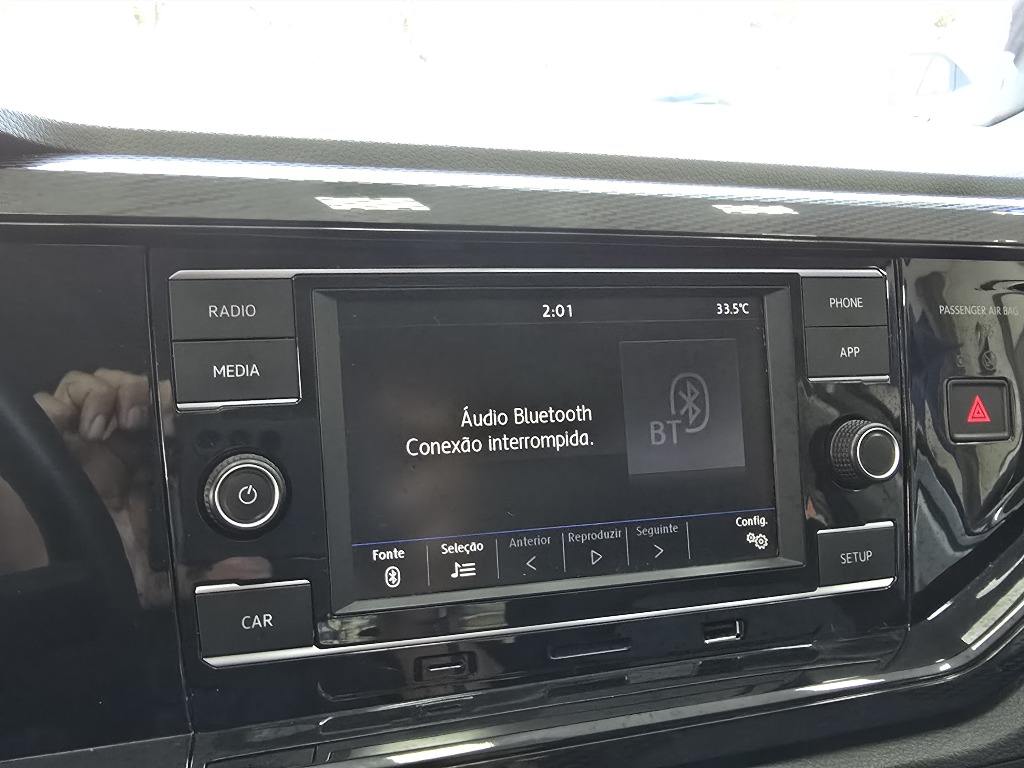 RADIO
MEDIA
CAR
2:01
33.5°C
Áudio Bluetooth
Conexão interrompida.
BT
Fonte
Seleção
Anterior
Reproduzir
Seguinte
Config.
PHONE
APP
SETUP
PASSENGER AIR BAG